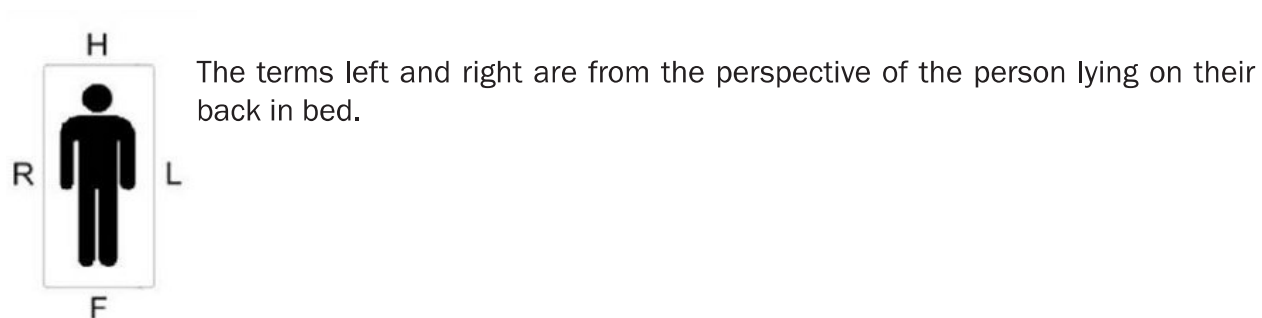 H
The terms left and right are from the perspective of the person lying on their
back in bed.
R
L
F